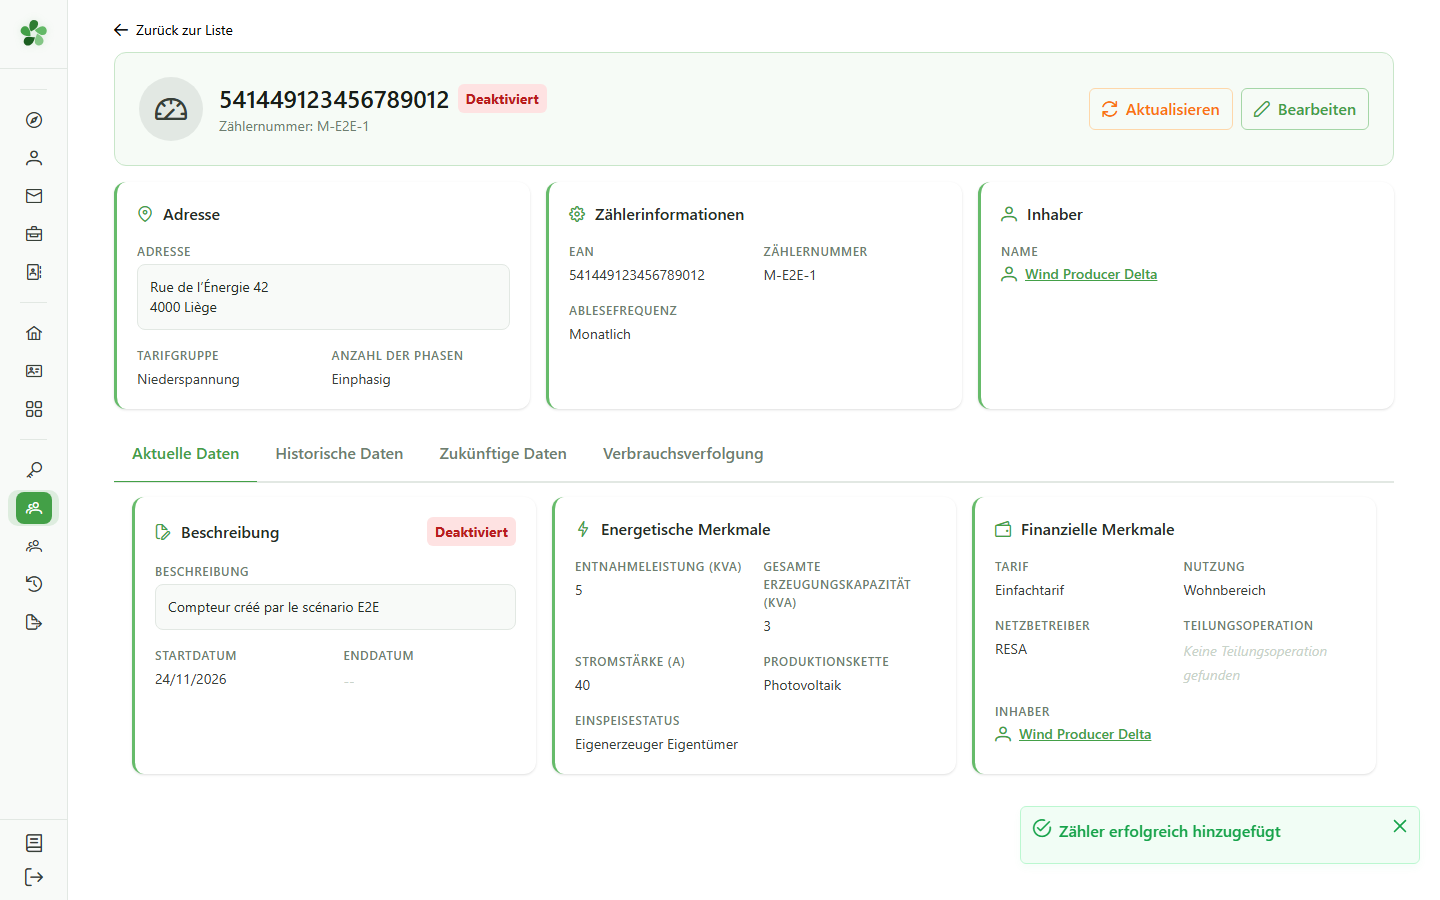 Zurück zur Liste
541449123456789012 Deaktiviert
Zählernummer: M-E2E-1
Aktualisieren
Bearbeiten
Adresse
ADRESSE
Rue de l’Énergie 42
4000 Liège
TARIFGRUPPE ANZAHL DER PHASEN
Niederspannung Einphasig
Zählerinformationen
EAN ZÄHLERNUMMER
541449123456789012 M-E2E-1
ABLESEFREQUENZ
Monatlich
Inhaber
NAME
Wind Producer Delta
Aktuelle Daten Historische Daten Zukünftige Daten Verbrauchsverfolgung
Beschreibung Deaktiviert
BESCHREIBUNG
Compteur créé par le scénario E2E
STARTDATUM ENDDATUM
24/11/2026 --
Energetische Merkmale
ENTNAHMELEISTUNG (KVA)
5
GESAMTE
ERZEUGUNGSKAPAZITÄT
(KVA)
3
STROMSTÄRKE (A) PRODUKTIONSKETTE
40 Photovoltaik
EINSPEISESTATUS
Eigenerzeuger Eigentümer
Finanzielle Merkmale
TARIF NUTZUNG
Einfachtarif Wohnbereich
NETZBETREIBER
RESA
TEILUNGSOPERATION
Keine Teilungsoperation
gefunden
INHABER
Wind Producer Delta
Zähler erfolgreich hinzugefügt